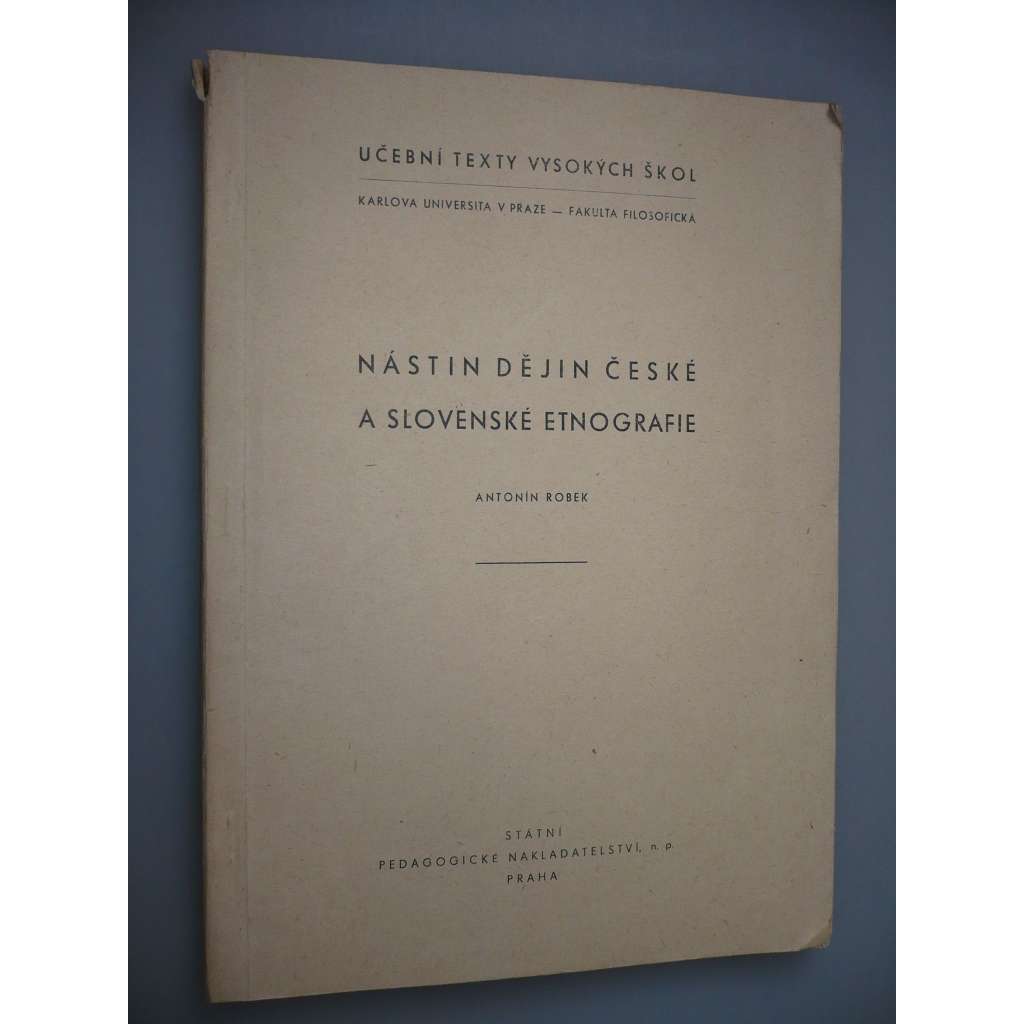 UČEBNÍ TEXTY VYSOKÝCH ŠKOL
KARLOVA UNIVERSITA V PRAZE — FAKULTA FILOSOFICKÁ
NÁSTIN DĚJIN ČESKÉ
A SLOVENSKÉ ETNOGRAFIE
ANTONÍN ROBEK
STÁTNÍ
PEDAGOGICKÉ NAKLADATELSTVÍ, n. p.
PRAHA